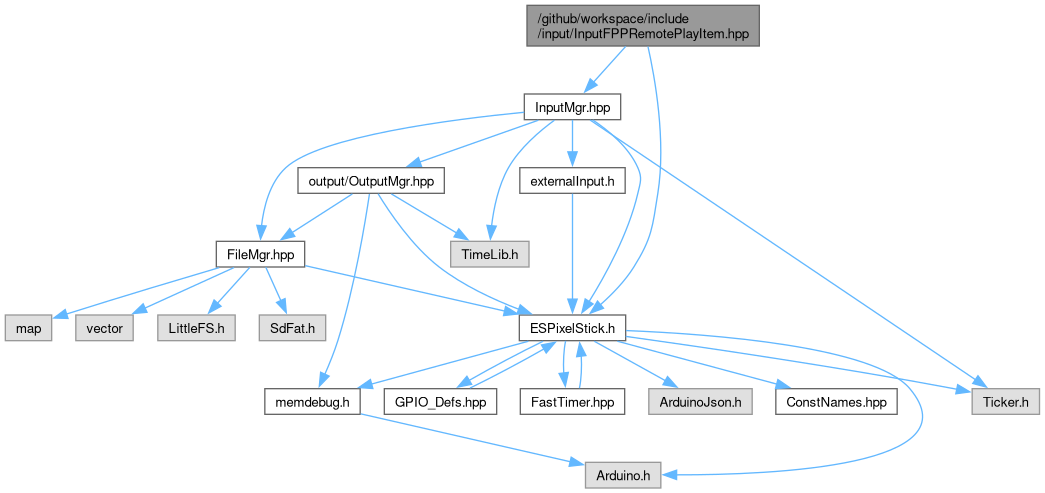 /github/workspace/include
/input/InputFPPRemotePlayItem.hpp
InputMgr.hpp
output/OutputMgr.hpp
externalInput.h
FileMgr.hpp
TimeLib.h
map
vector
LittleFS.h
SdFat.h
ESPixelStick.h
memdebug.h
GPIO_Defs.hpp
FastTimer.hpp
ArduinoJson.h
ConstNames.hpp
Ticker.h
Arduino.h